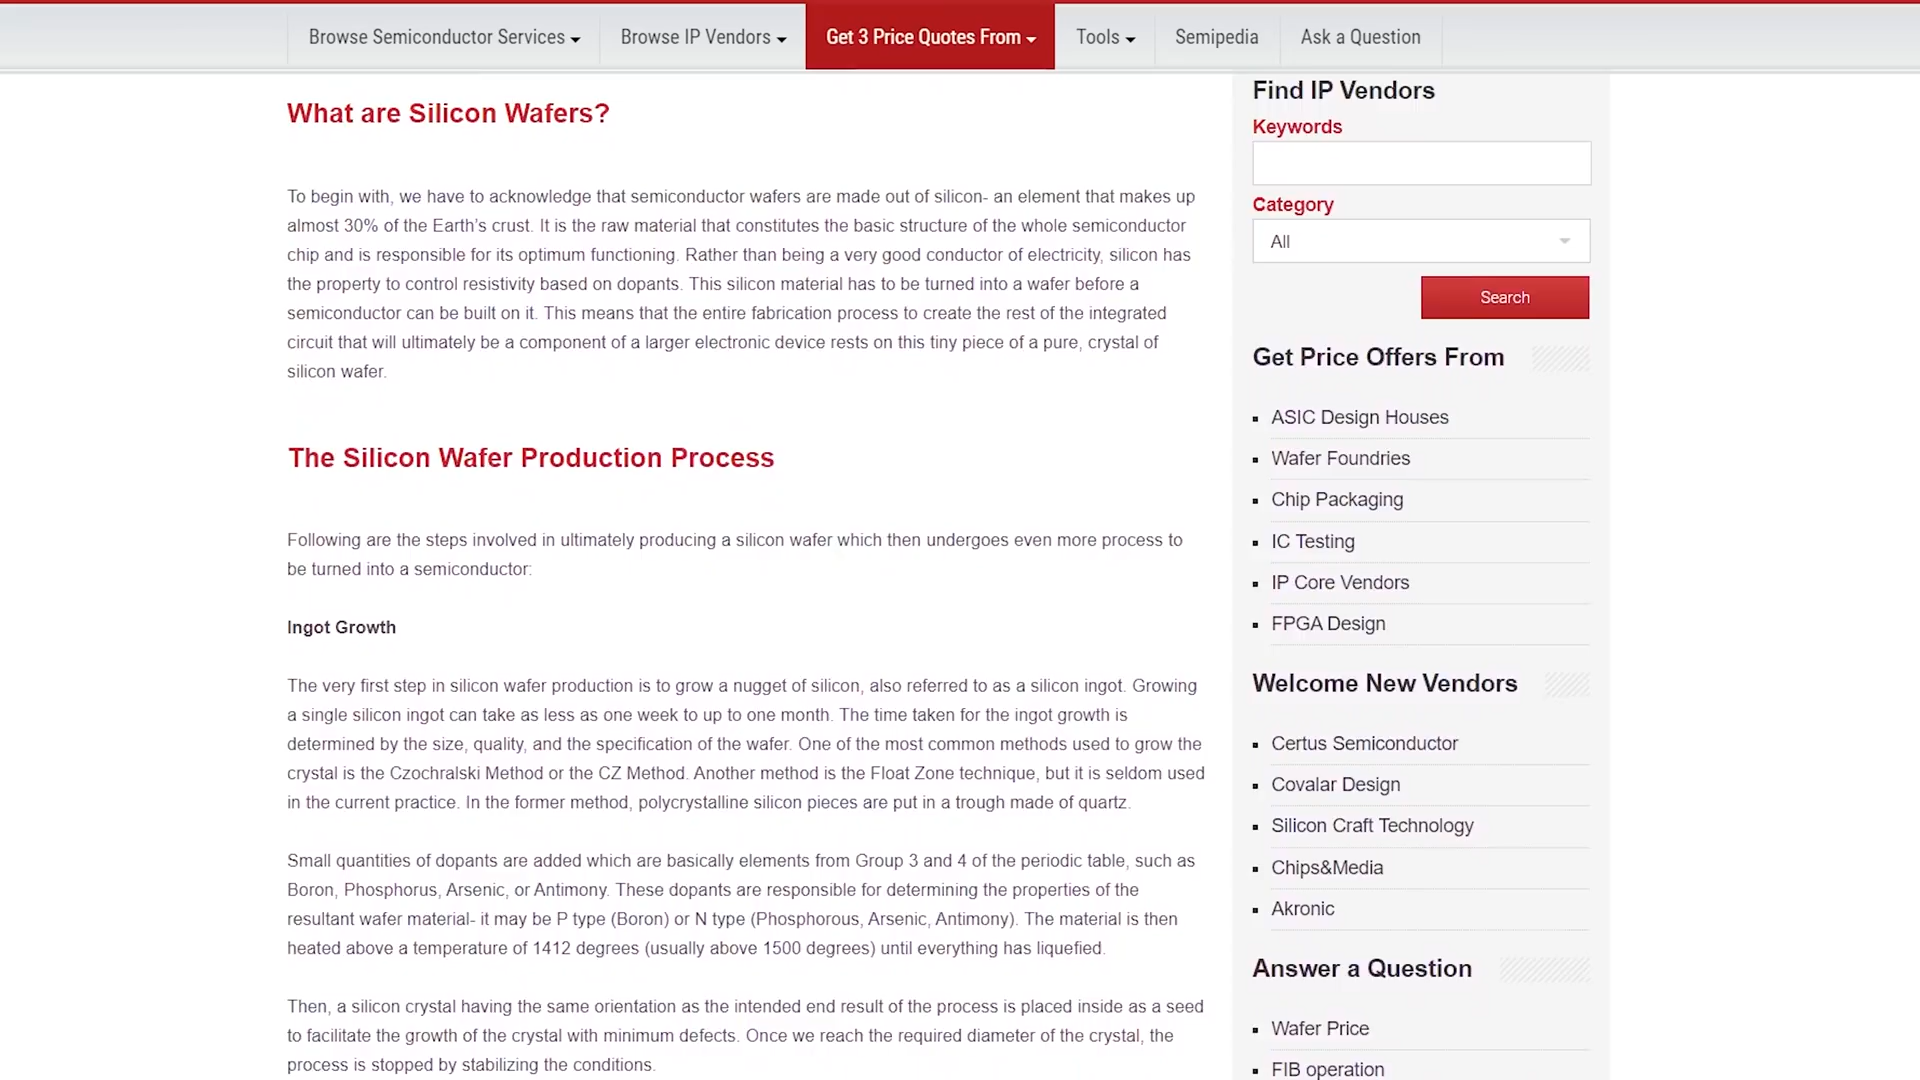 Browse Semiconductor Services
Browse IP Vendors
Get 3 Price Quotes From
Tools
Semipedia
Ask a Question
What are Silicon Wafers?
To begin with, we have to acknowledge that semiconductor wafers are made out of silicon- an element that makes up
almost 30% of the Earth's crust. It is the raw material that constitutes the basic structure of the whole semiconductor
chip and is responsible for its optimum functioning. Rather than being a very good conductor of electricity, silicon has
the property to control resistivity based on dopants. This silicon material has to be turned into a wafer before a
semiconductor can be built on it. This means that the entire fabrication process to create the rest of the integrated
circuit that will ultimately be a component of a larger electronic device rests on this tiny piece of a pure, crystal of
silicon wafer.
The Silicon Wafer Production Process
Following are the steps involved in ultimately producing a silicon wafer which then undergoes even more process to
be turned into a semiconductor:
Ingot Growth
The very first step in silicon wafer production is to grow a nugget of silicon, also referred to as a silicon ingot. Growing
a single silicon ingot can take as less as one week to up to one month. The time taken for the ingot growth is
determined by the size, quality, and the specification of the wafer. One of the most common methods used to grow the
crystal is the Czochralski Method or the CZ Method. Another method is the Float Zone technique, but it is seldom used
in the current practice. In the former method, polycrystalline silicon pieces are put in a trough made of quartz.
Small quantities of dopants are added which are basically elements from Group 3 and 4 of the periodic table, such as
Boron, Phosphorus, Arsenic, or Antimony. These dopants are responsible for determining the properties of the
resultant wafer material- it may be P type (Boron) or N type (Phosphorous, Arsenic, Antimony). The material is then
heated above a temperature of 1412 degrees (usually above 1500 degrees) until everything has liquefied.
Then, a silicon crystal having the same orientation as the intended end result of the process is placed inside as a seed
to facilitate the growth of the crystal with minimum defects. Once we reach the required diameter of the crystal, the
process is stopped by stabilizing the conditions.
Find IP Vendors
Keywords
Category
All
Search
Get Price Offers From
ASIC Design Houses
Wafer Foundries
Chip Packaging
IC Testing
IP Core Vendors
FPGA Design
Welcome New Vendors
Certus Semiconductor
Covalar Design
Silicon Craft Technology
Chips&Media
Akronic
Answer a Question
Wafer Price
FIB operation